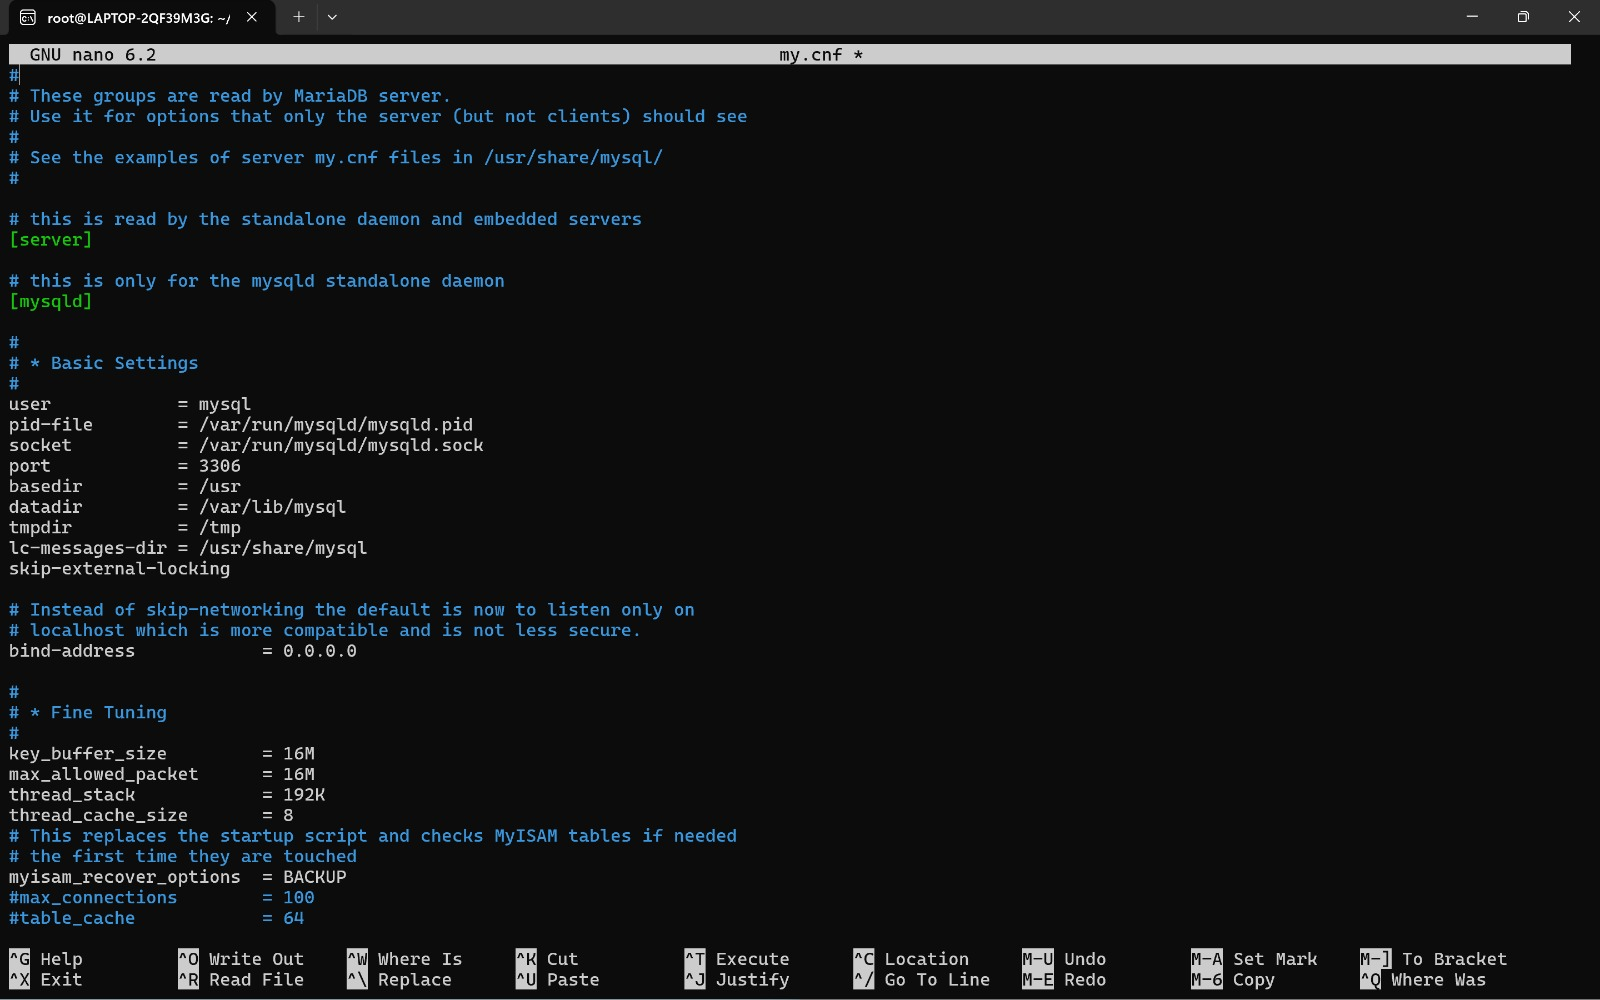 root@LAPTOP-2QF39M3G: ~/
GNU nano 6.2 my.cnf *
#
# These groups are read by MariaDB server.
# Use it for options that only the server (but not clients) should see
#
# See the examples of server my.cnf files in /usr/share/mysql/
#
# this is read by the standalone daemon and embedded servers
[server]
# this is only for the mysqld standalone daemon
[mysqld]
#
# * Basic Settings
#
user = mysql
pid-file = /var/run/mysqld/mysqld.pid
socket = /var/run/mysqld/mysqld.sock
port = 3306
basedir = /usr
datadir = /var/lib/mysql
tmpdir = /tmp
lc-messages-dir = /usr/share/mysql
skip-external-locking
# Instead of skip-networking the default is now to listen only on
# localhost which is more compatible and is not less secure.
bind-address = 0.0.0.0
#
# * Fine Tuning
#
key_buffer_size = 16M
max_allowed_packet = 16M
thread_stack = 192K
thread_cache_size = 8
# This replaces the startup script and checks MyISAM tables if needed
# the first time they are touched
myisam_recover_options = BACKUP
#max_connections = 100
#table_cache = 64
^G Help ^O Write Out ^W Where Is ^K Cut ^T Execute ^C Location M-U Undo M-A Set Mark M-] To Bracket
^X Exit ^R Read File ^\ Replace ^U Paste ^J Justify ^/ Go To Line M-E Redo M-6 Copy ^Q Where Was